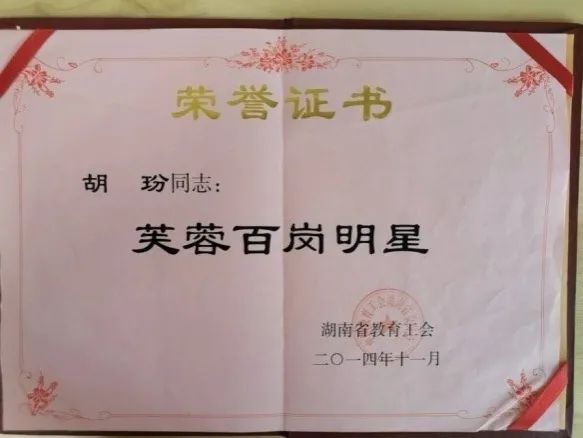 荣誉证书
胡 玢同志：
芙蓉百岗明星
湖南省教育工会
二〇一四年十一月